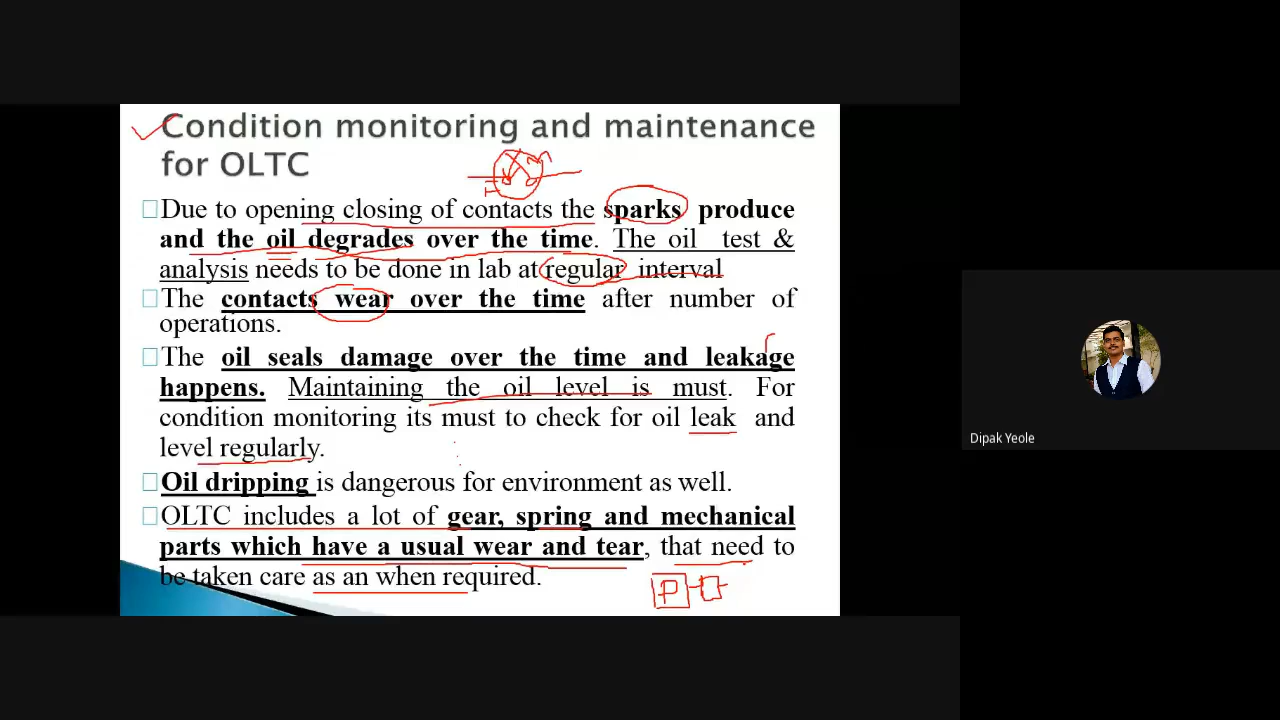 Condition monitoring and maintenance
for OLTC
Due to opening closing of contacts the sparks produce
and the oil degrades over the time. The oil test &
analysis needs to be done in lab at regular interval
The contacts wear over the time after number of
operations.
The oil seals damage over the time and leakage
happens. Maintaining the oil level is must. For
condition monitoring its must to check for oil leak and
level regularly.
Oil dripping is dangerous for environment as well.
OLTC includes a lot of gear, spring and mechanical
parts which have a usual wear and tear, that need to
be taken care as an when required.
P
Dipak Yeole